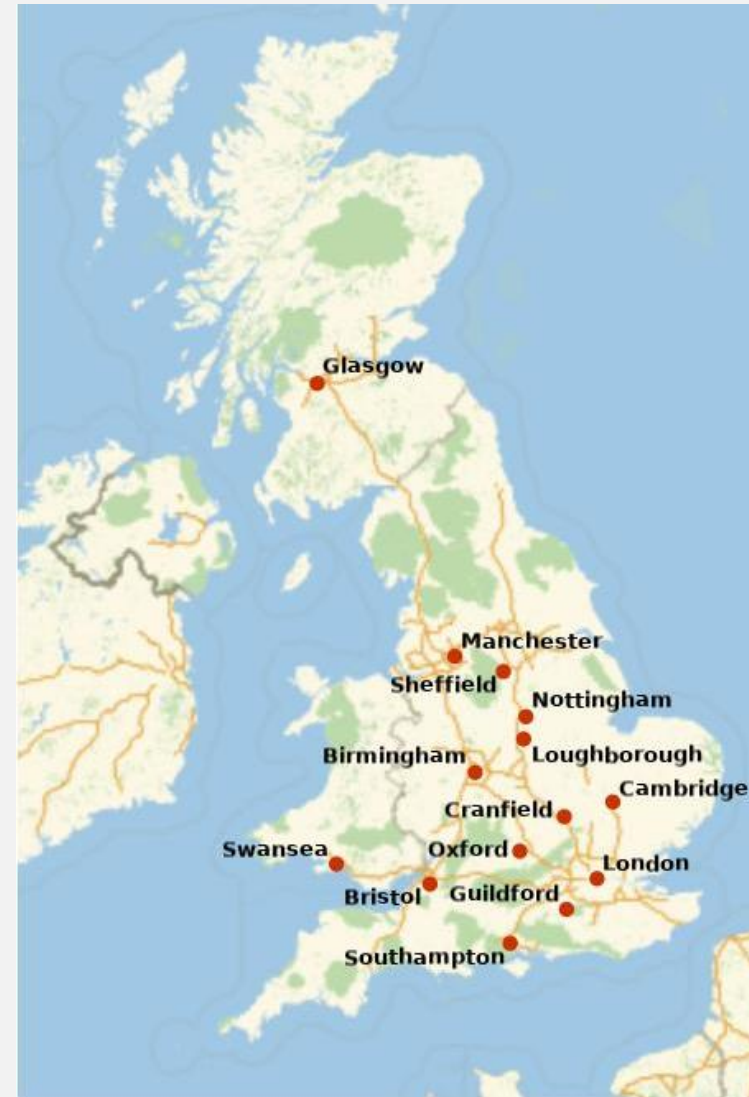 Glasgow
Manchester
Sheffield
Nottingham
Loughborough
Birmingham
Cambridge
Cranfield
Oxford
Swansea
London
Guildford
Bristol
Southampton